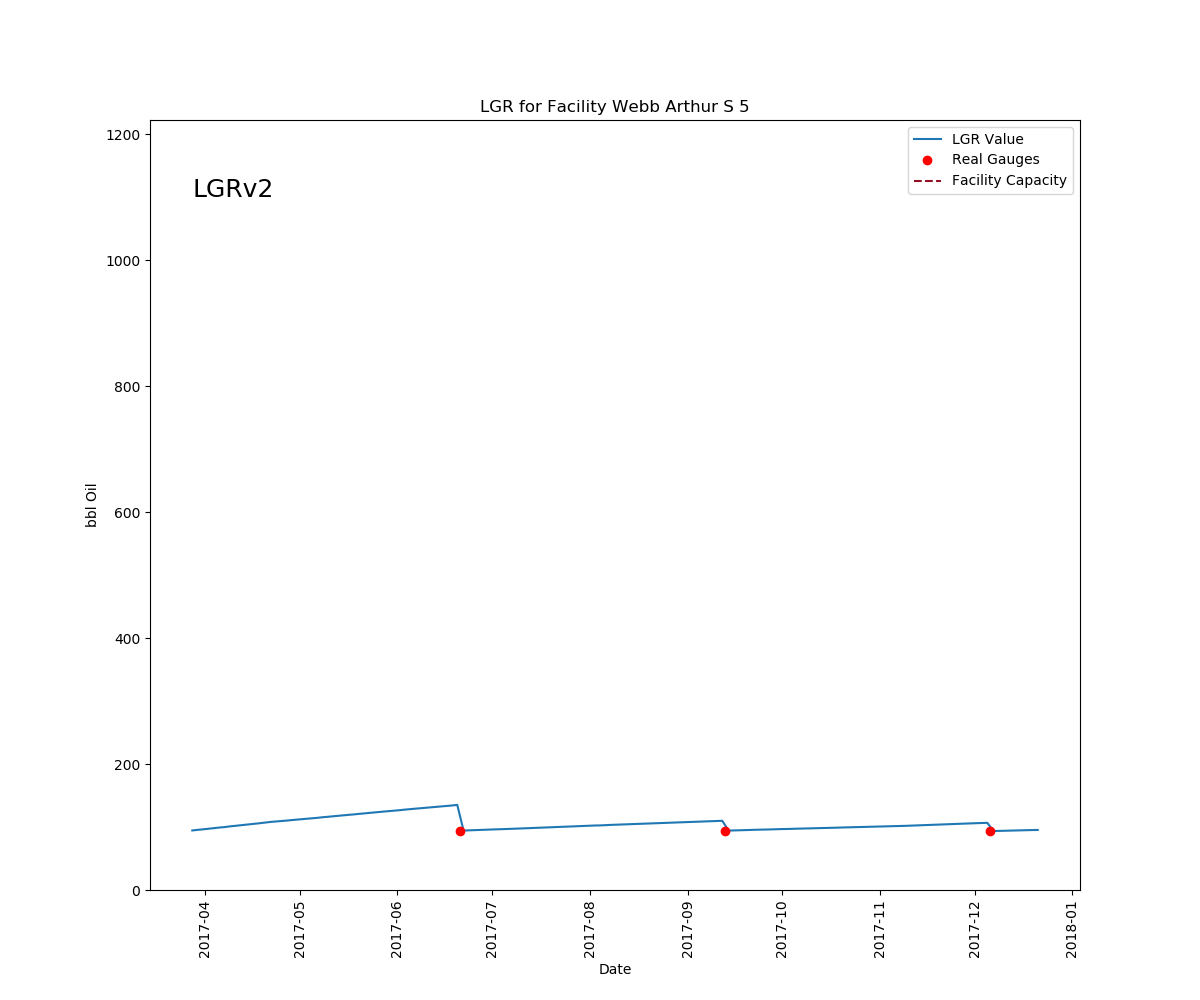 LGR for Facility Webb Arthur S 5
LGRv2
LGR Value
Real Gauges
Facility Capacity
bbl Oil
1200
1000
800
600
400
200
0
2017-04
2017-05
2017-06
2017-07
2017-08
2017-09
2017-10
2017-11
2017-12
2018-01
Date